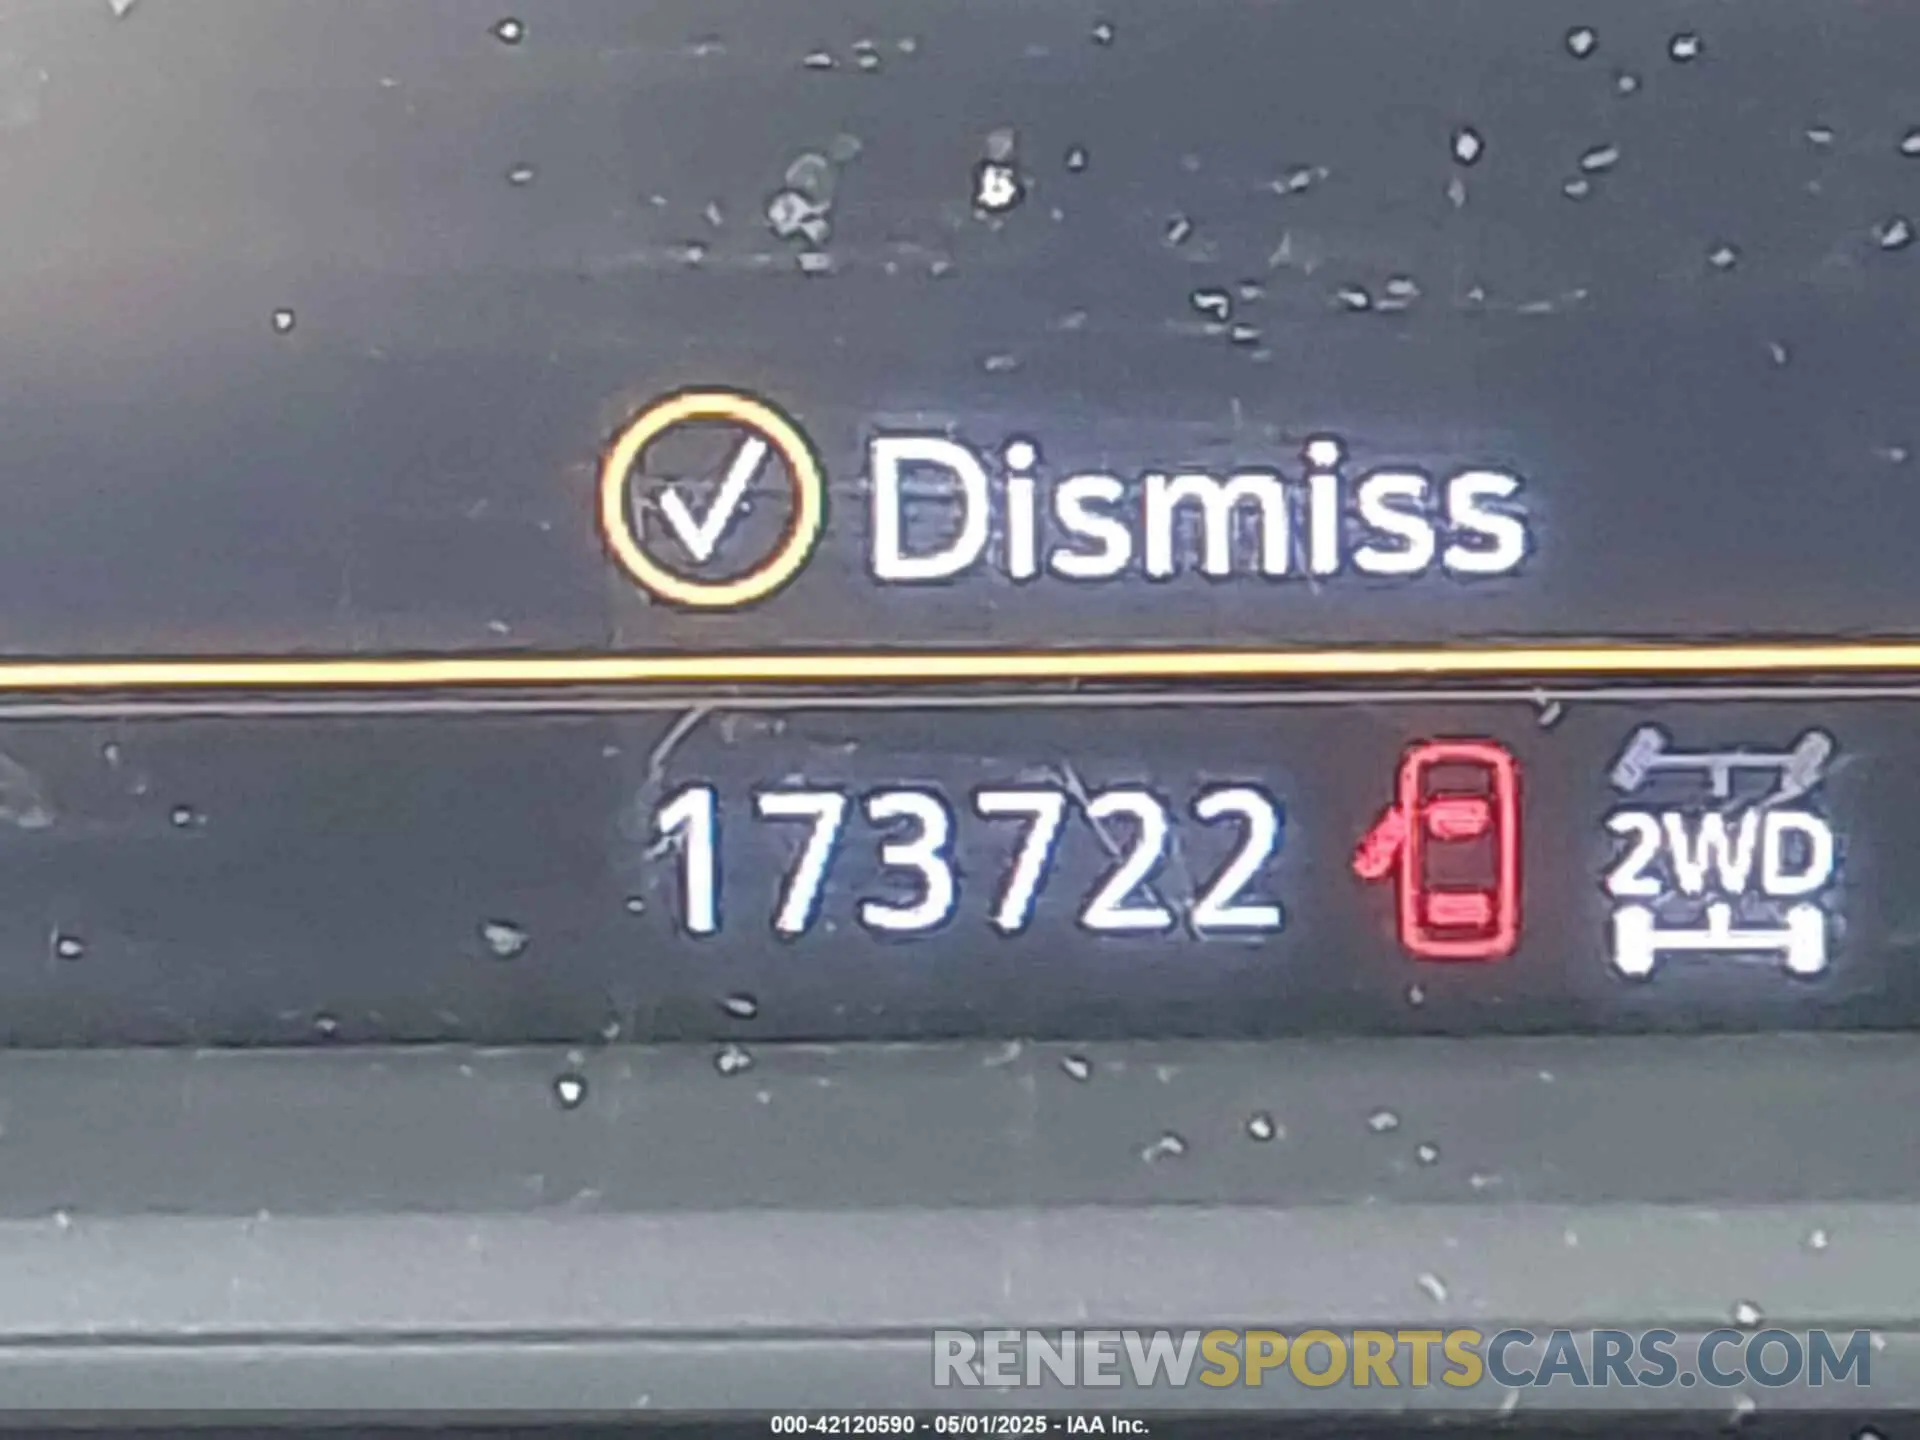 Dismiss
173722
2WD
RENEWSPORTSCARS.COM
000-42120590 - 05/01/2025 - IAA Inc.